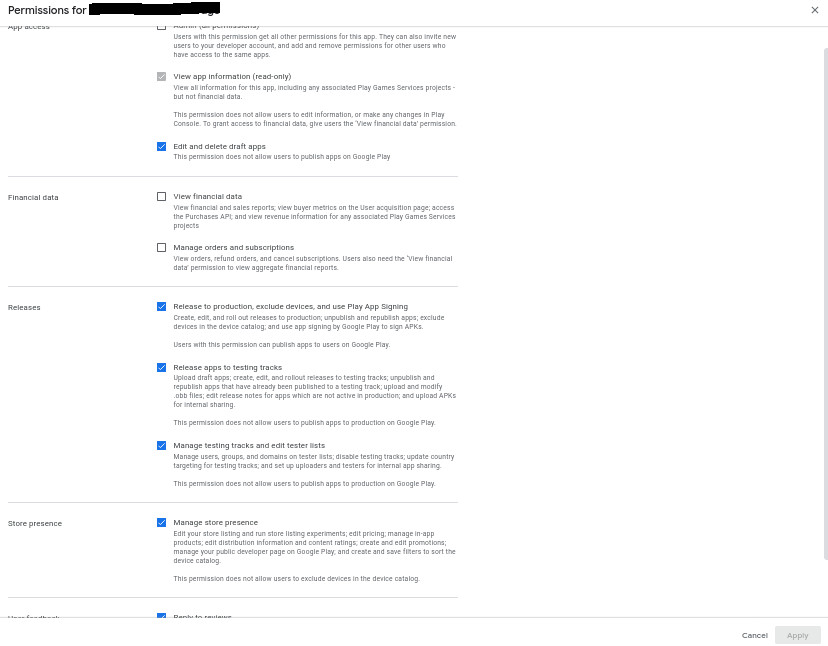 Permissions for
App access
Admin (all permissions)
Users with this permission get all other permissions for this app. They can also invite new
users to your developer account, and add and remove permissions for other users who
have access to the same apps.
View app information (read-only)
View all information for this app, including any associated Play Games Services projects -
but not financial data.
This permission does not allow users to edit information, or make any changes in Play
Console. To grant access to financial data, give users the 'View financial data' permission.
Edit and delete draft apps
This permission does not allow users to publish apps on Google Play
Financial data
View financial data
View financial and sales reports; view buyer metrics on the User acquisition page; access
the Purchases API; and view revenue information for any associated Play Games Services
projects
Manage orders and subscriptions
View orders, refund orders, and cancel subscriptions. Users also need the 'View financial
data' permission to view aggregate financial reports.
Releases
Release to production, exclude devices, and use Play App Signing
Create, edit, and roll out releases to production; unpublish and republish apps; exclude
devices in the device catalog; and use app signing by Google Play to sign APKs.
Users with this permission can publish apps to users on Google Play.
Release apps to testing tracks
Upload draft apps; create, edit, and rollout releases to testing tracks; unpublish and
republish apps that have already been published to a testing track; upload and modify
.obb files; edit release notes for apps which are not active in production; and upload APKs
for internal sharing.
This permission does not allow users to publish apps to production on Google Play.
Manage testing tracks and edit tester lists
Manage users, groups, and domains on tester lists; disable testing tracks; update country
targeting for testing tracks; and set up uploaders and testers for internal app sharing.
This permission does not allow users to publish apps to production on Google Play.
Store presence
Manage store presence
Edit your store listing and run store listing experiments; edit pricing; manage in-app
products; edit distribution information and content ratings; create and edit promotions;
manage your public developer page on Google Play; and create and save filters to sort the
device catalog.
This permission does not allow users to exclude devices in the device catalog.
User feedback
Reply to reviews
Cancel
Apply